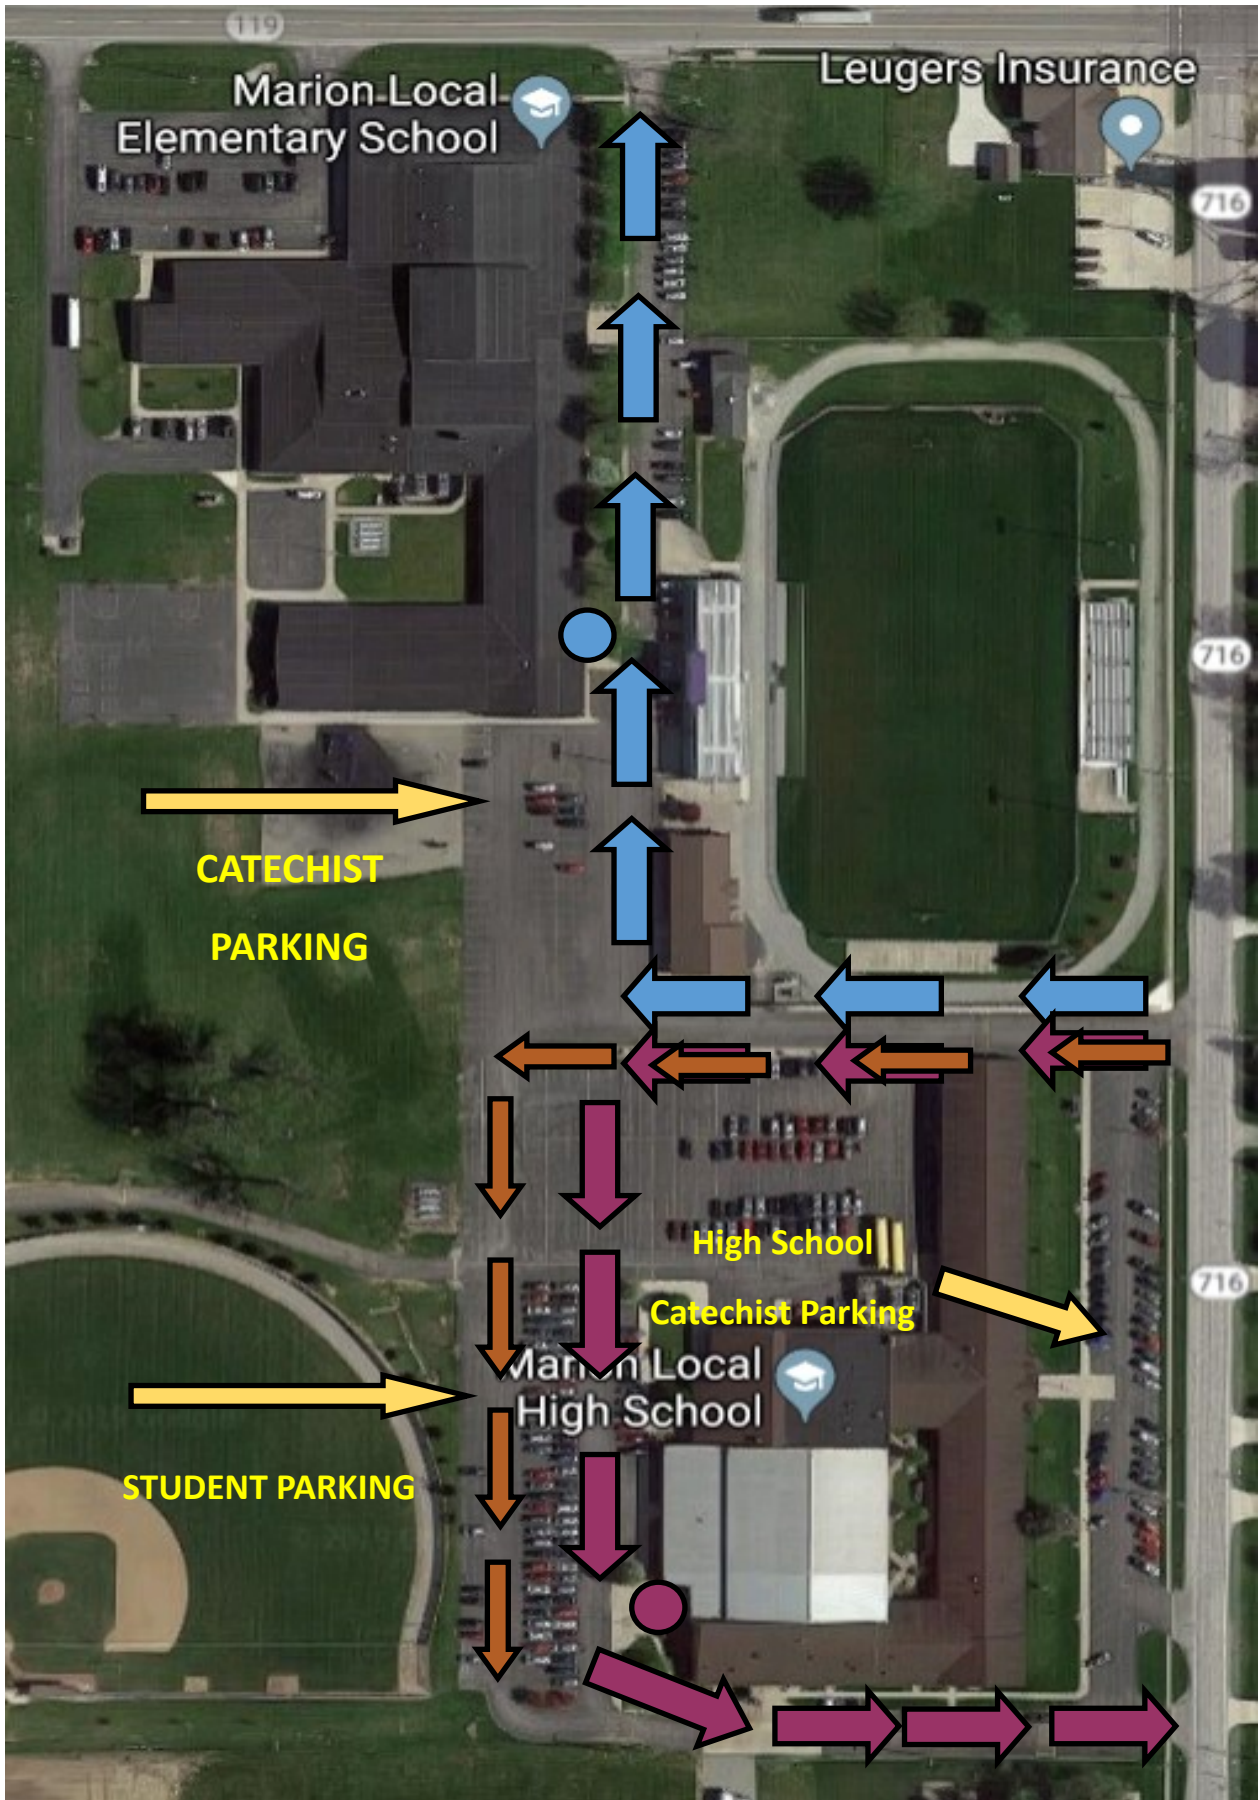 119
Marion Local
Elementary School
Leugers Insurance
716
716
CATECHIST
PARKING
High School
Catechist Parking
716
Marion Local
High School
STUDENT PARKING